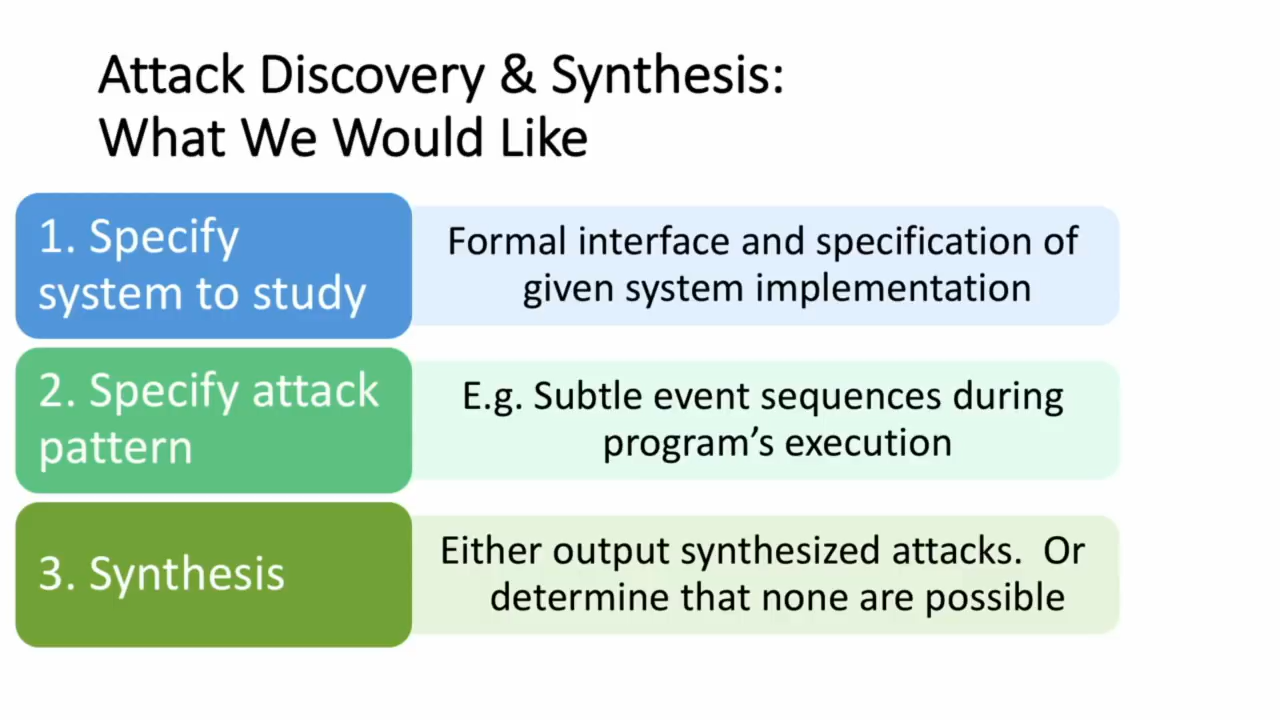 Attack Discovery & Synthesis:
What We Would Like
1. Specify
system to study
Formal interface and specification of
given system implementation
2. Specify attack
pattern
E.g. Subtle event sequences during
program’s execution
3. Synthesis
Either output synthesized attacks.  Or
determine that none are possible